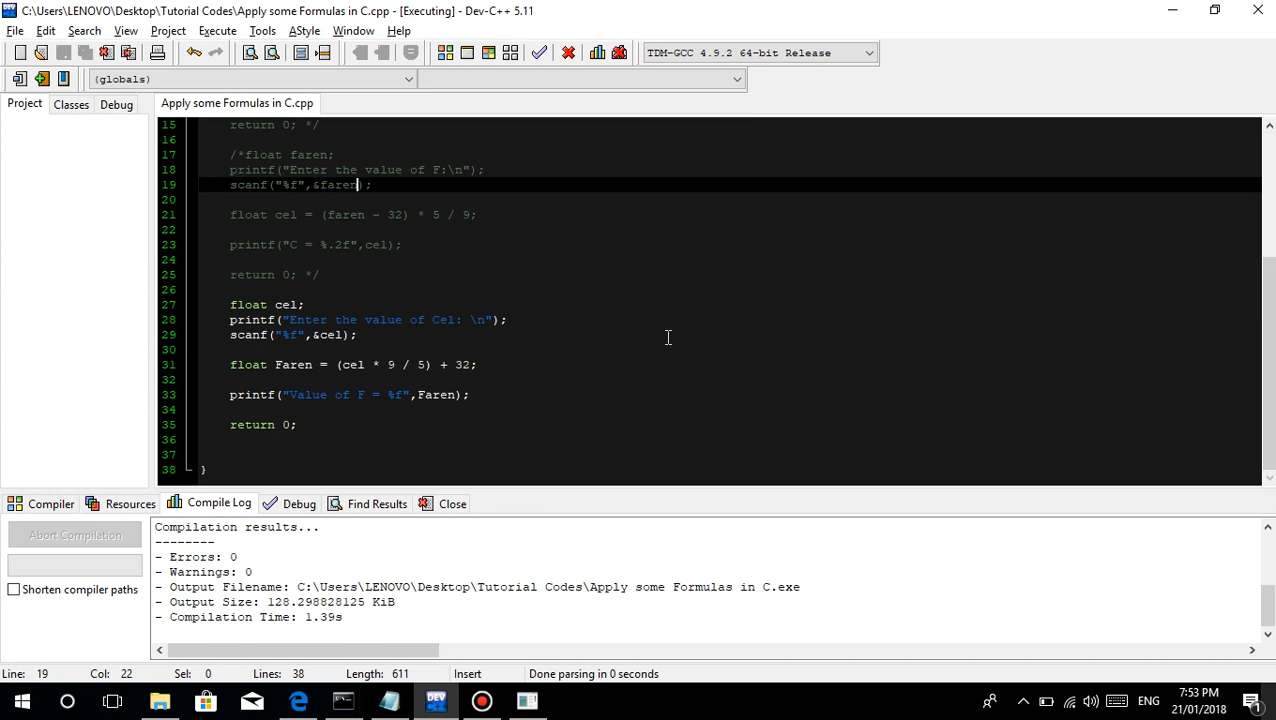 C:\Users\LENOVO\Desktop\Tutorial Codes\Apply some Formulas in C.cpp - [Executing] - Dev-C++ 5.11
File Edit Search View Project Execute Tools AStyle Window Help
TDM-GCC 4.9.2 64-bit Release
(globals)
Project Classes Debug
Apply some Formulas in C.cpp
15 return 0; */
16
17 /*float faren;
18 printf("Enter the value of F:\n");
19 scanf("%f",&faren);
20
21 float cel = (faren - 32) * 5 / 9;
22
23 printf("C = %.2f",cel);
24
25 return 0; */
26
27 float cel;
28 printf("Enter the value of Cel: \n");
29 scanf("%f",&cel);
30
31 float Faren = (cel * 9 / 5) + 32;
32
33 printf("Value of F = %f",Faren);
34
35 return 0;
36
37
38 }
Compiler Resources Compile Log Debug Find Results Close
Abort Compilation
Shorten compiler paths
Compilation results...
--------
- Errors: 0
- Warnings: 0
- Output Filename: C:\Users\LENOVO\Desktop\Tutorial Codes\Apply some Formulas in C.exe
- Output Size: 128.298828125 KiB
- Compilation Time: 1.39s
Line: 19 Col: 22 Sel: 0 Lines: 38 Length: 611 Insert Done parsing in 0 seconds
DEV
ENG
7:53 PM
21/01/2018
1